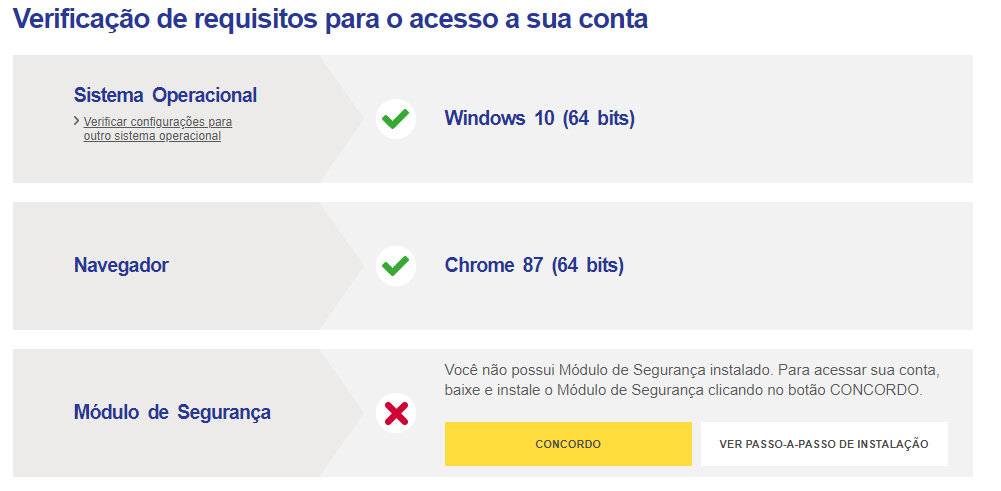 Verificação de requisitos para o acesso a sua conta
Sistema Operacional
Verificar configurações para
outro sistema operacional
Windows 10 (64 bits)
Navegador
Chrome 87 (64 bits)
Módulo de Segurança
Você não possui Módulo de Segurança instalado. Para acessar sua conta,
baixe e instale o Módulo de Segurança clicando no botão CONCORDO.
CONCORDO
VER PASSO-A-PASSO DE INSTALAÇÃO